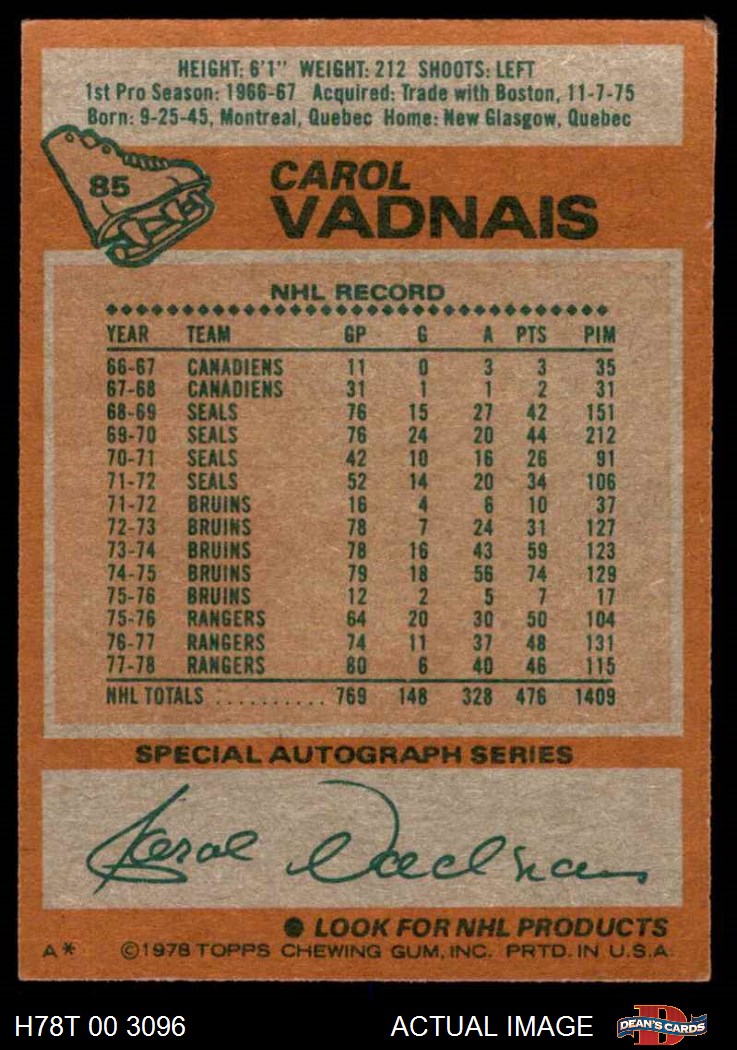 HEIGHT: 6'1" WEIGHT: 212 SHOOTS: LEFT
1st Pro Season: 1966-67 Acquired: Trade with Boston, 11-7-75
Born: 9-25-45, Montreal, Quebec Home: New Glasgow, Quebec
85
CAROL
VADNAIS
NHL RECORD
YEAR TEAM GP G A PTS PIM
66-67 CANADIENS 11 0 3 3 35
67-68 CANADIENS 31 1 1 2 31
68-69 SEALS 76 15 27 42 151
69-70 SEALS 76 24 20 44 212
70-71 SEALS 42 10 16 26 91
71-72 SEALS 52 14 20 34 106
71-72 BRUINS 16 4 6 10 37
72-73 BRUINS 78 7 24 31 127
73-74 BRUINS 78 16 43 59 123
74-75 BRUINS 79 18 56 74 129
75-76 BRUINS 12 2 5 7 17
75-76 RANGERS 64 20 30 50 104
76-77 RANGERS 74 11 37 48 131
77-78 RANGERS 80 6 40 46 115
NHL TOTALS .......... 769 148 328 476 1409
SPECIAL AUTOGRAPH SERIES
Carol Vadnais
● LOOK FOR NHL PRODUCTS
A* ©1978 TOPPS CHEWING GUM, INC. PRTD. IN U.S.A.
H78T 00 3096 ACTUAL IMAGE D DEAN'S CARDS